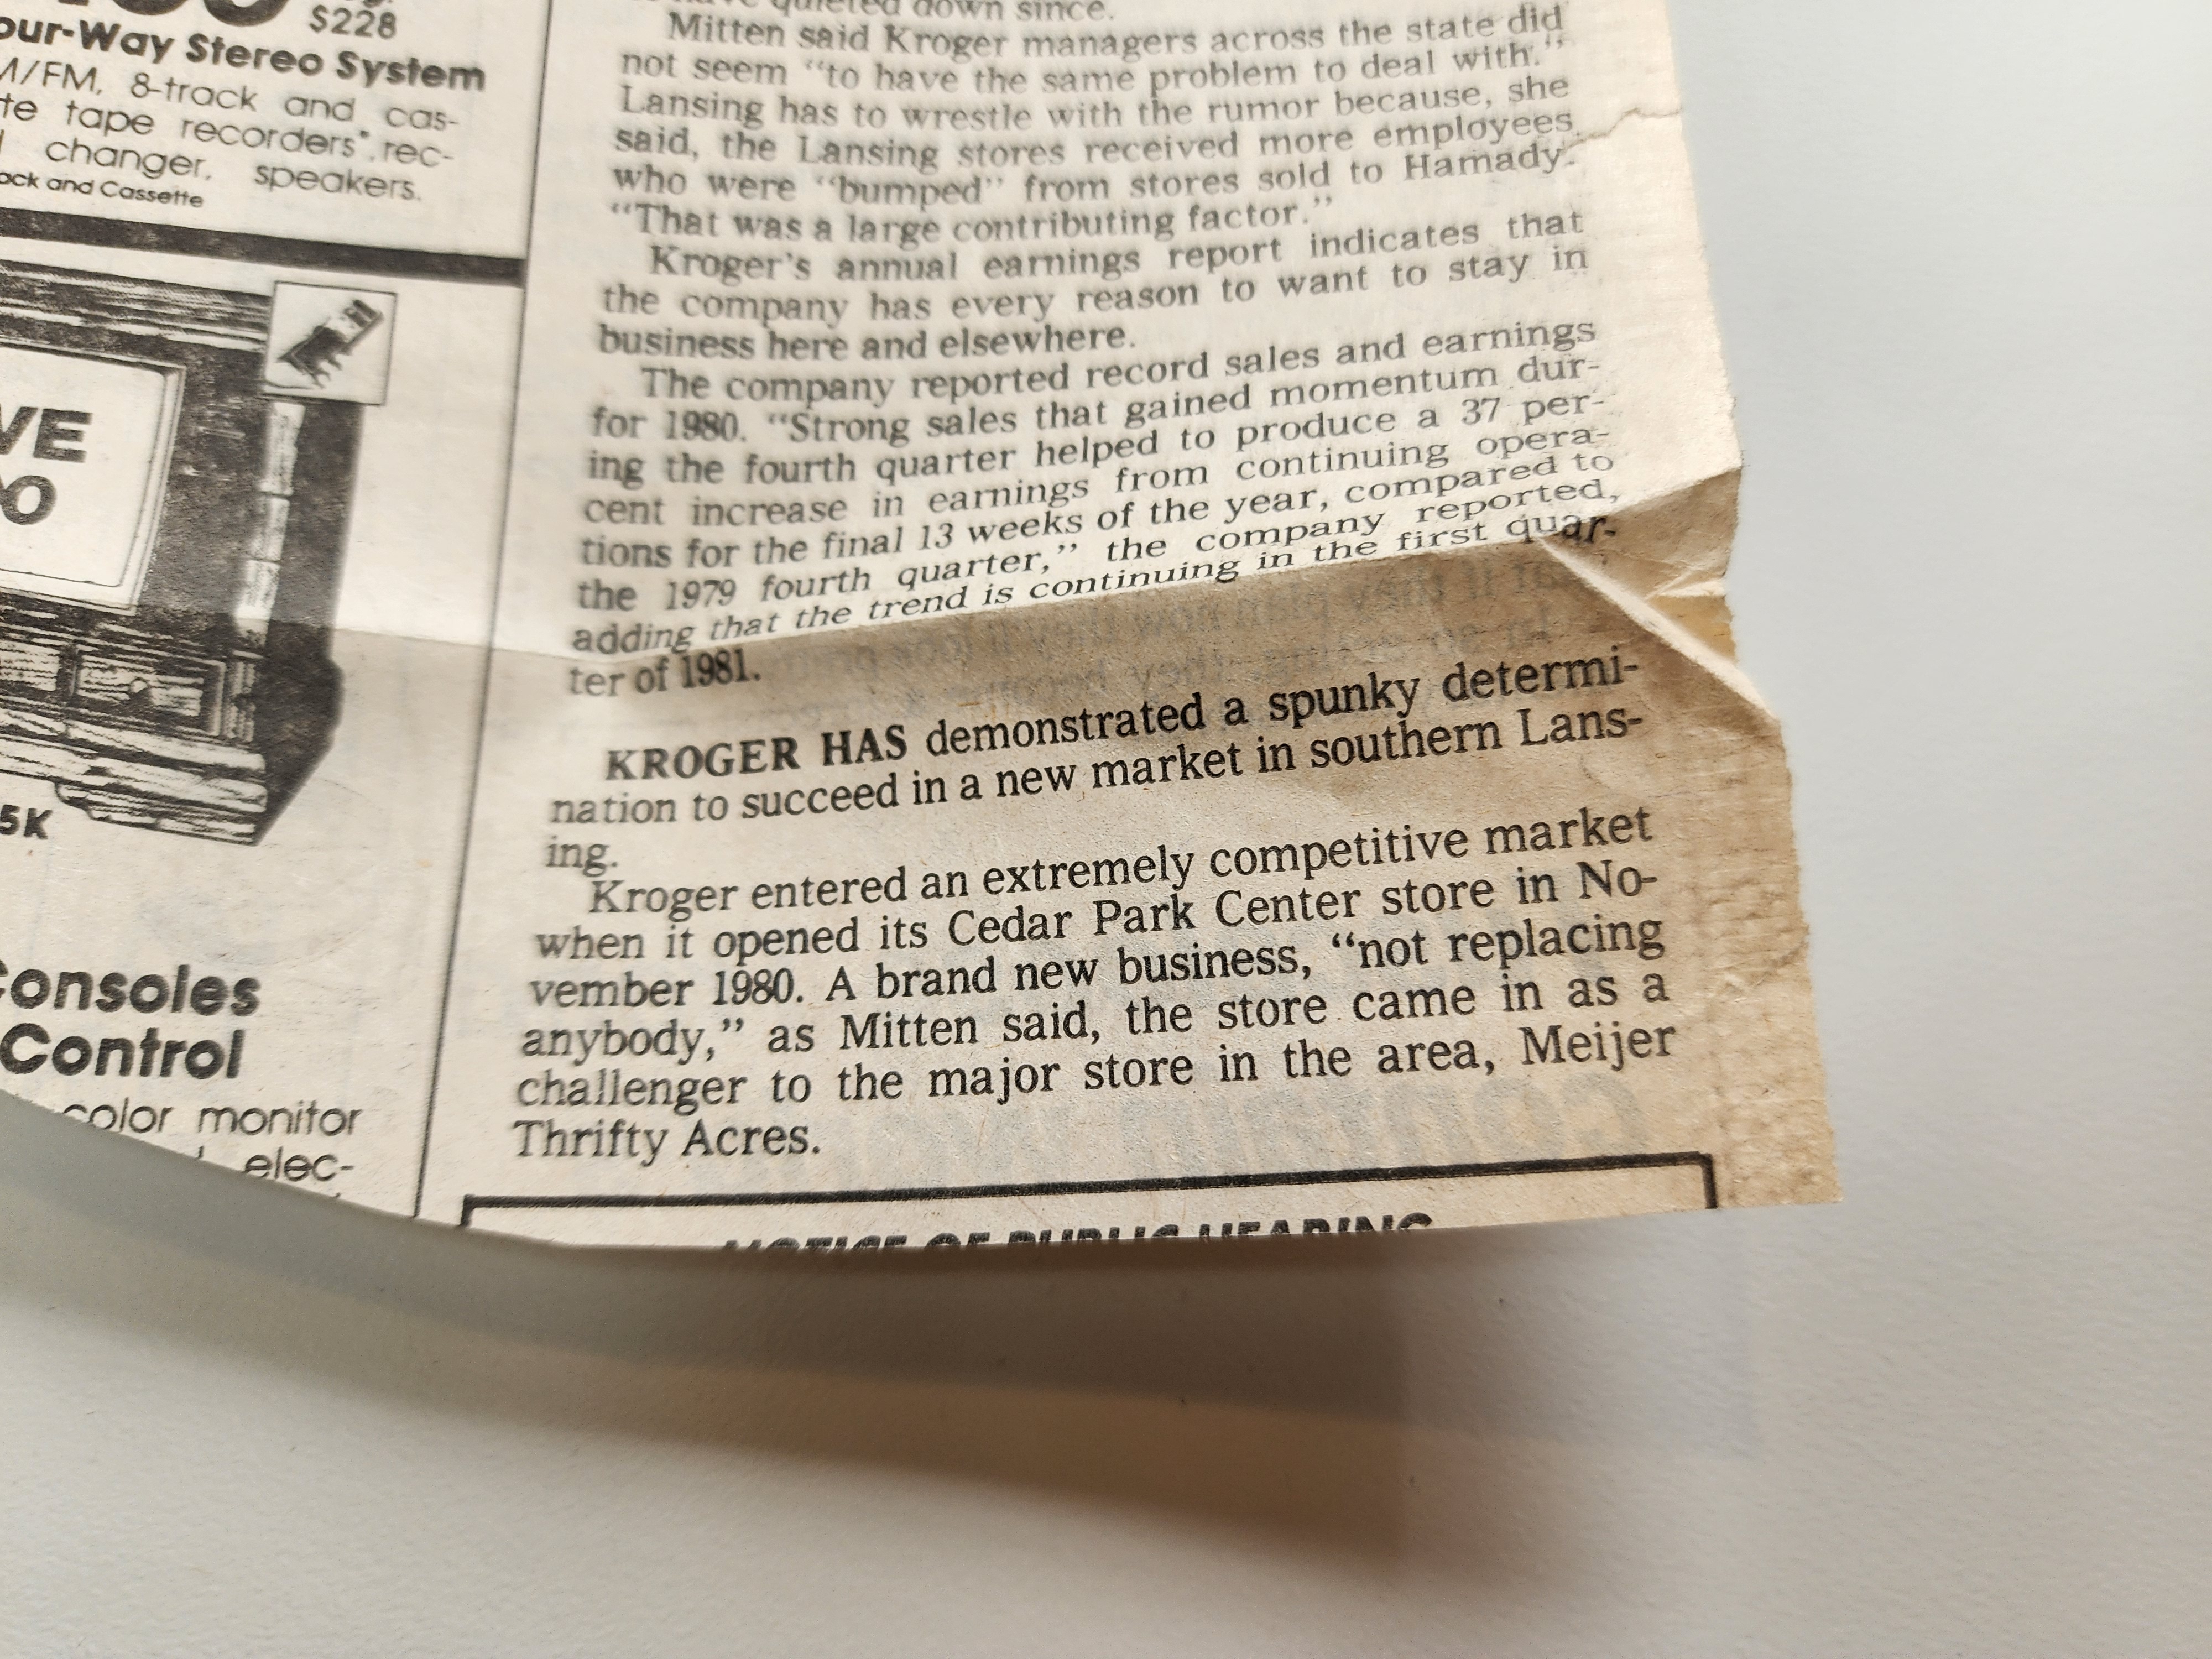 $228
our-Way Stereo System
M/FM, 8-track and cas-
te tape recorders*, rec-
changer, speakers.
ack and Cassette
VE
O
5K
Consoles
Control
color monitor
elec-
have quieted down since.
Mitten said Kroger managers across the state did
not seem "to have the same problem to deal with."
Lansing has to wrestle with the rumor because, she
said, the Lansing stores received more employees
who were "bumped" from stores sold to Hamady.
"That was a large contributing factor."
Kroger's annual earnings report indicates that
the company has every reason to want to stay in
business here and elsewhere.
The company reported record sales and earnings
for 1980. "Strong sales that gained momentum dur-
ing the fourth quarter helped to produce a 37 per-
cent increase in earnings from continuing opera-
tions for the final 13 weeks of the year, compared to
the 1979 fourth quarter," the company reported,
adding that the trend is continuing in the first quar-
ter of 1981.
KROGER HAS demonstrated a spunky determi-
nation to succeed in a new market in southern Lans-
ing.
Kroger entered an extremely competitive market
when it opened its Cedar Park Center store in No-
vember 1980. A brand new business, "not replacing
anybody," as Mitten said, the store came in as a
challenger to the major store in the area, Meijer
Thrifty Acres.
NOTICE OF PUBLIC HEARING